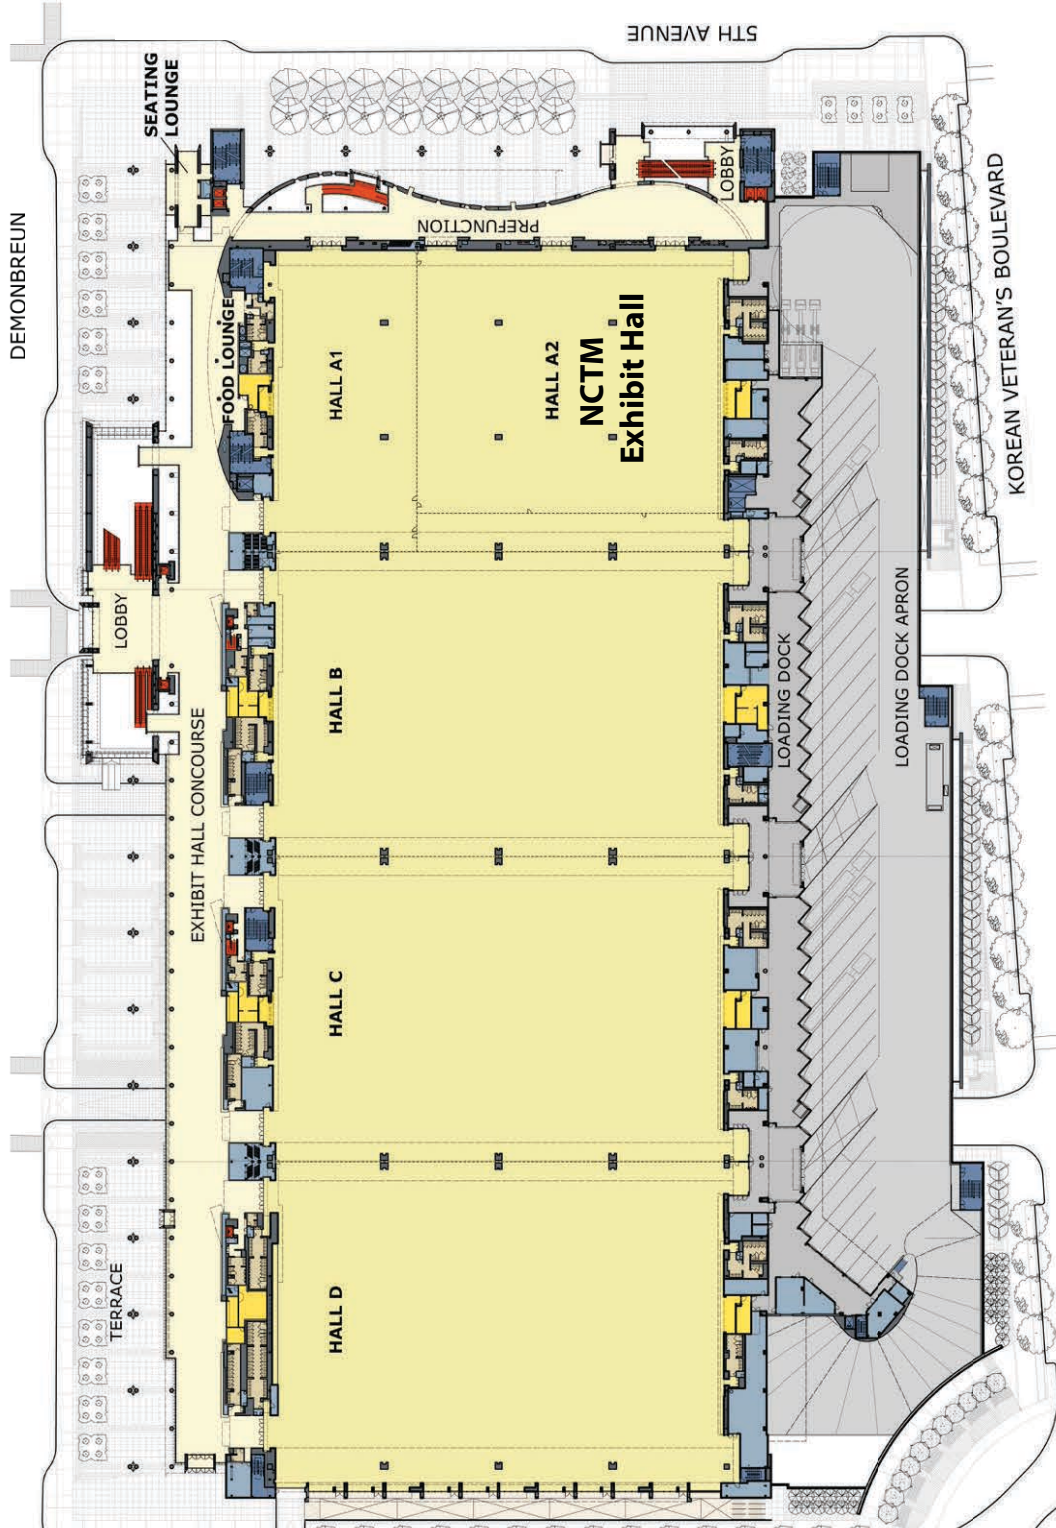 5TH AVENUE
DEMONBREUN
SEATING
LOUNGE
LOBBY
PREFUNCTION
KOREAN VETERAN'S BOULEVARD
FOOD LOUNGE
HALL A1
HALL A2
NCTM
Exhibit Hall
LOBBY
EXHIBIT HALL CONCOURSE
HALL B
LOADING DOCK
LOADING DOCK APRON
HALL C
TERRACE
HALL D